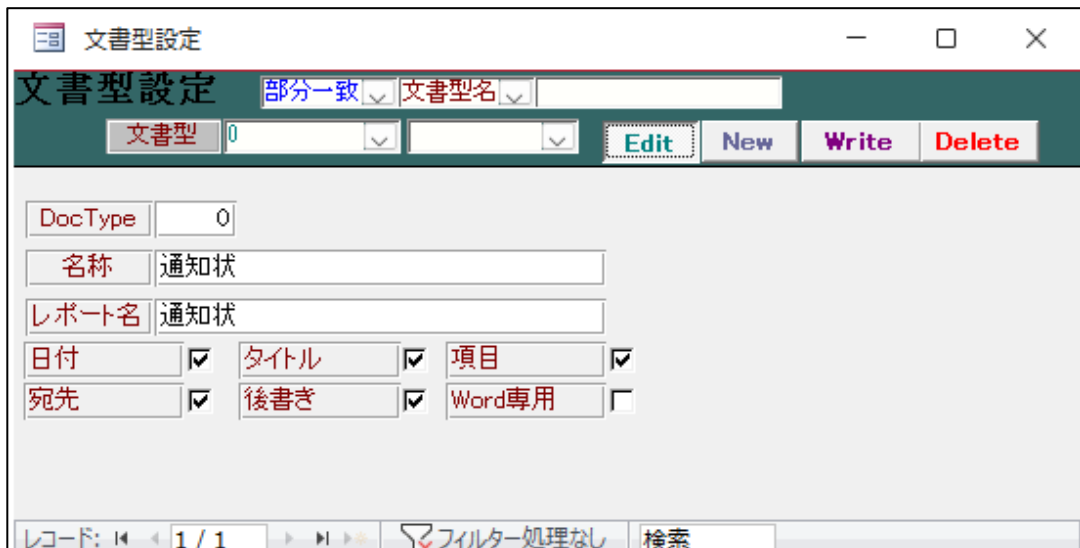 文書型設定
文書型設定 部分一致 文書型名
文書型 0 Edit New Write Delete
DocType 0
名称 通知状
レポート名 通知状
日付 タイトル 項目
宛先 後書き Word専用
レコード: 1 / 1 フィルター処理なし 検索